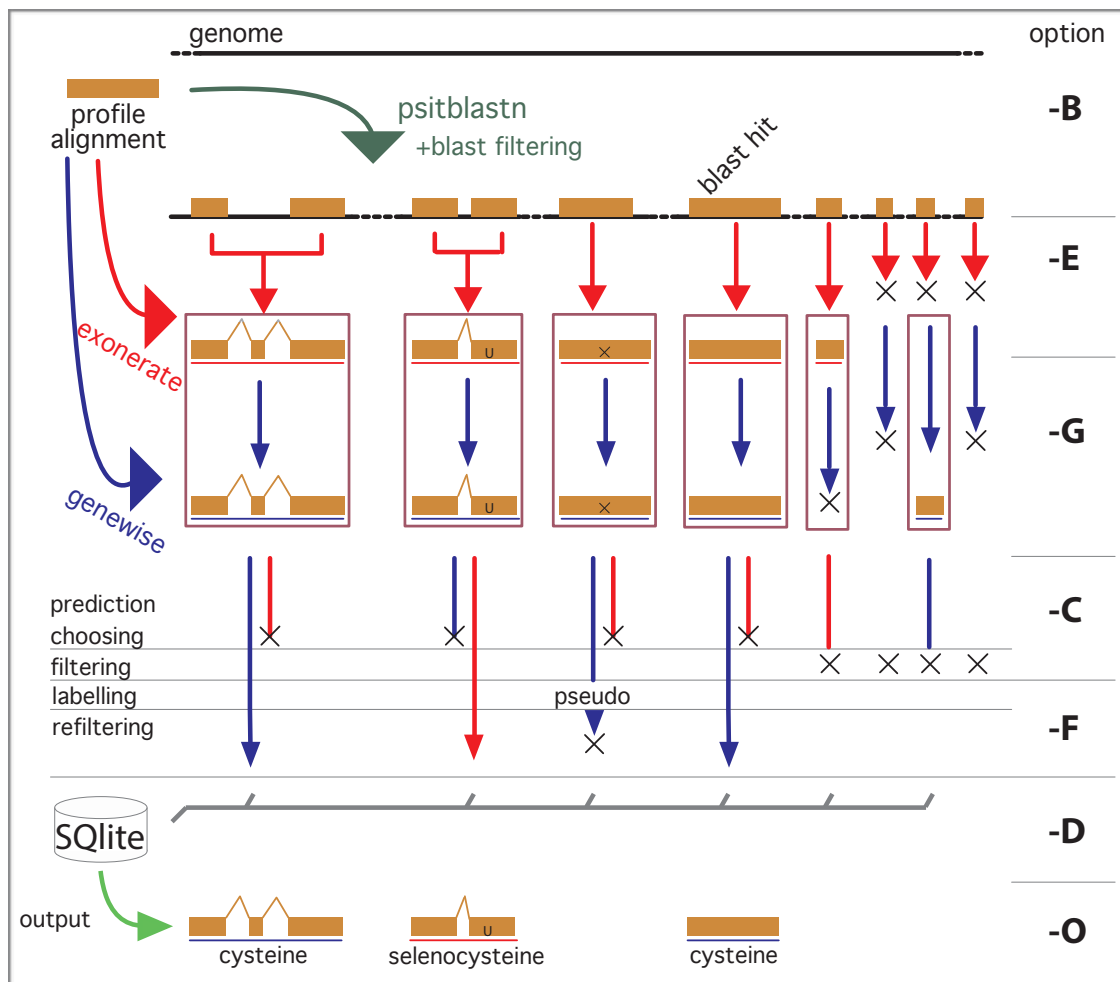 genome
option
-B
profile
alignment
psitblastn
+blast filtering
blast hit
-E
exonerate
U
-G
genewise
U
prediction
choosing
-C
filtering
labelling
pseudo
refiltering
-F
SQlite
-D
output
U
-O
cysteine
selenocysteine
cysteine